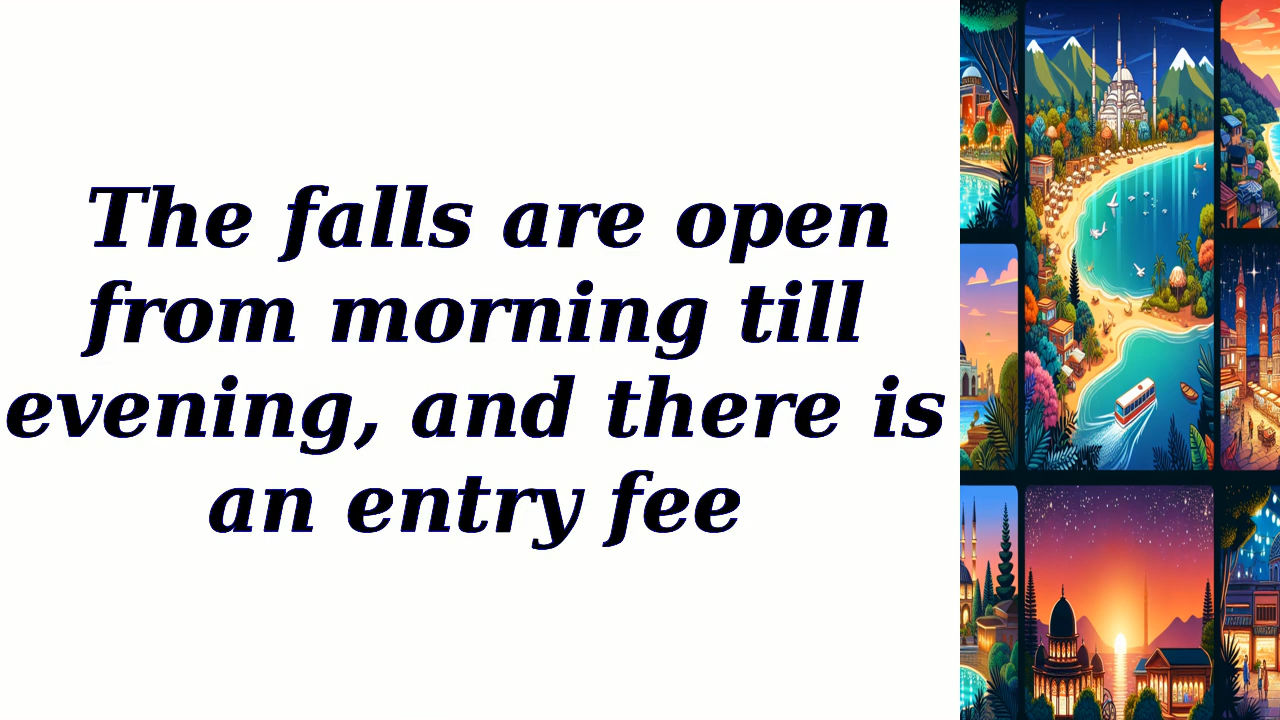 The falls are open
from morning till
evening, and there is
an entry fee